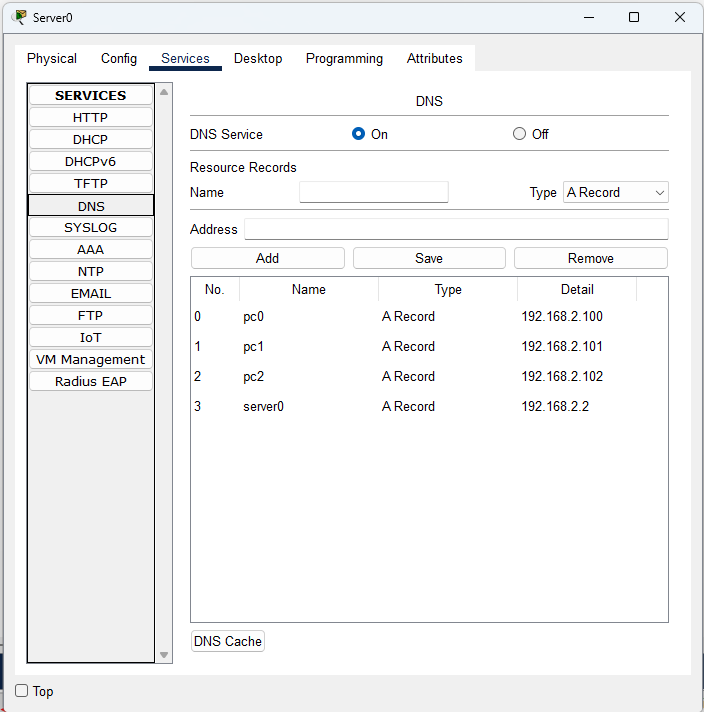 Server0
Physical Config Services Desktop Programming Attributes
SERVICES
HTTP
DHCP
DHCPv6
TFTP
DNS
SYSLOG
AAA
NTP
EMAIL
FTP
IoT
VM Management
Radius EAP
DNS
DNS Service On Off
Resource Records
Name Type A Record
Address
Add Save Remove
No. Name Type Detail
0 pc0 A Record 192.168.2.100
1 pc1 A Record 192.168.2.101
2 pc2 A Record 192.168.2.102
3 server0 A Record 192.168.2.2
DNS Cache
Top